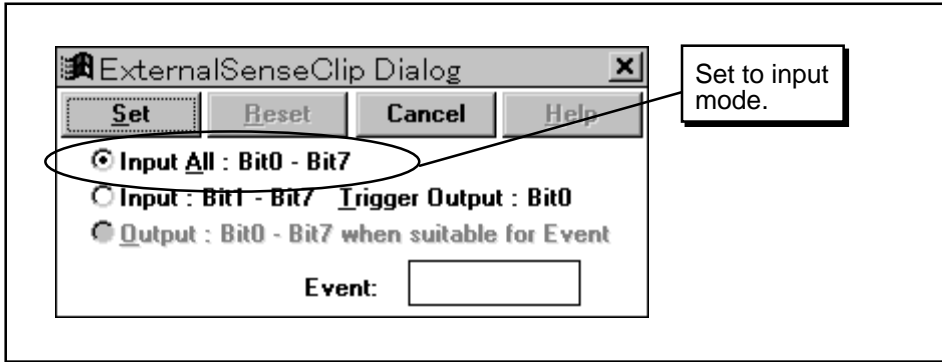 ExternalSenseClip Dialog
Set Reset Cancel Help
Input All : Bit0 - Bit7
Input : Bit1 - Bit7 Trigger Output : Bit0
Output : Bit0 - Bit7 when suitable for Event
Event:
Set to input
mode.